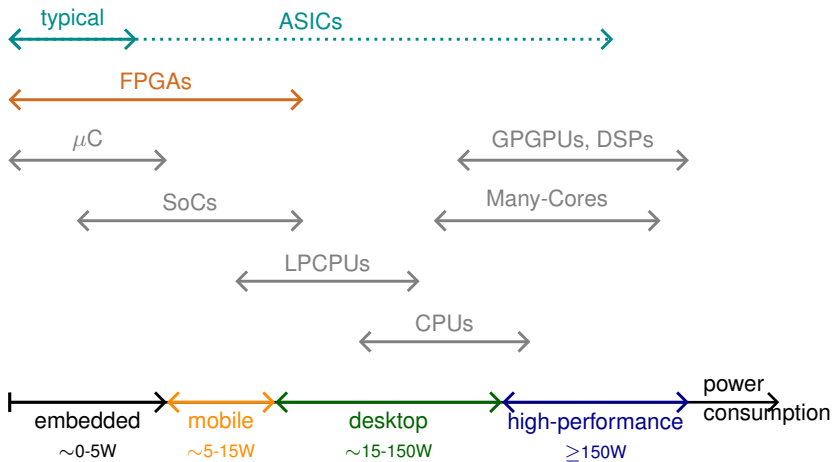 typical ASICs
FPGAs
μC GPGPUs, DSPs
SoCs Many-Cores
LPCPUs
CPUs
power
consumption
embedded mobile desktop high-performance
∼0-5W ∼5-15W ∼15-150W ≥150W